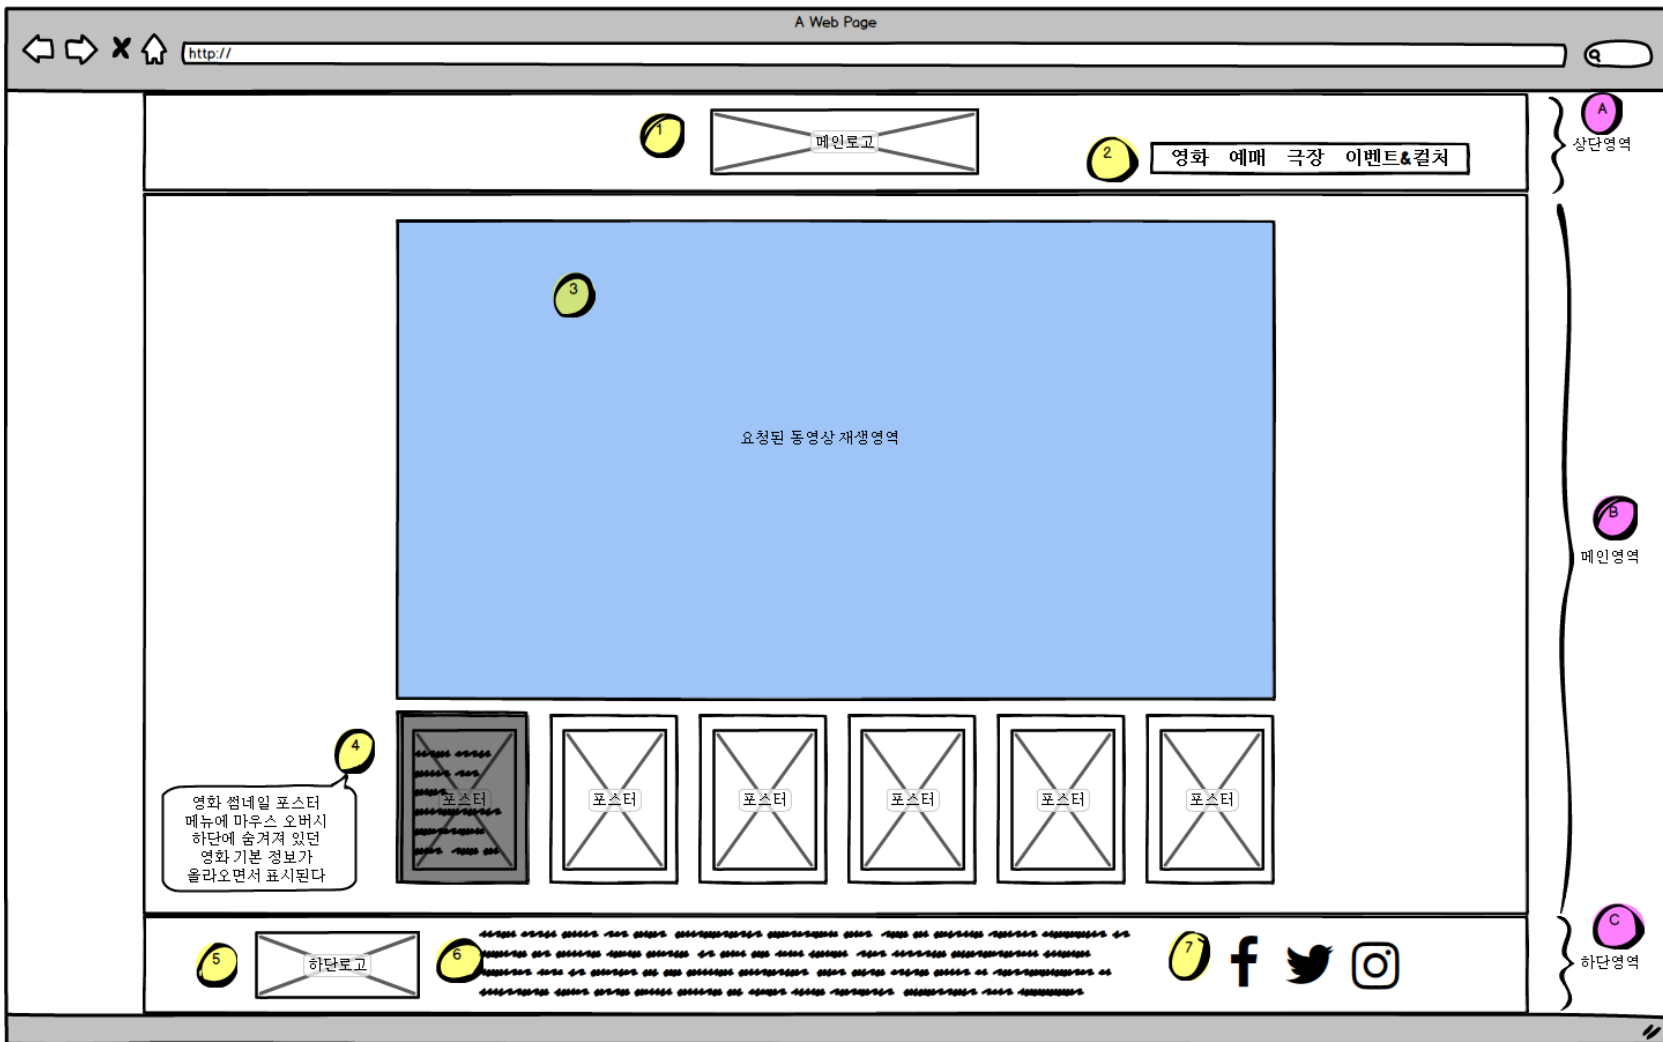 A Web Page
http://
1
메인로고
2
영화 예매 극장 이벤트&컬처
A
상단영역
3
요청된 동영상 재생영역
B
메인영역
4
영화 썸네일 포스터
메뉴에 마우스 오버시
하단에 숨겨져 있던
영화 기본 정보가
올라오면서 표시된다
포스터
포스터
포스터
포스터
포스터
포스터
5
하단로고
6
7
C
하단영역